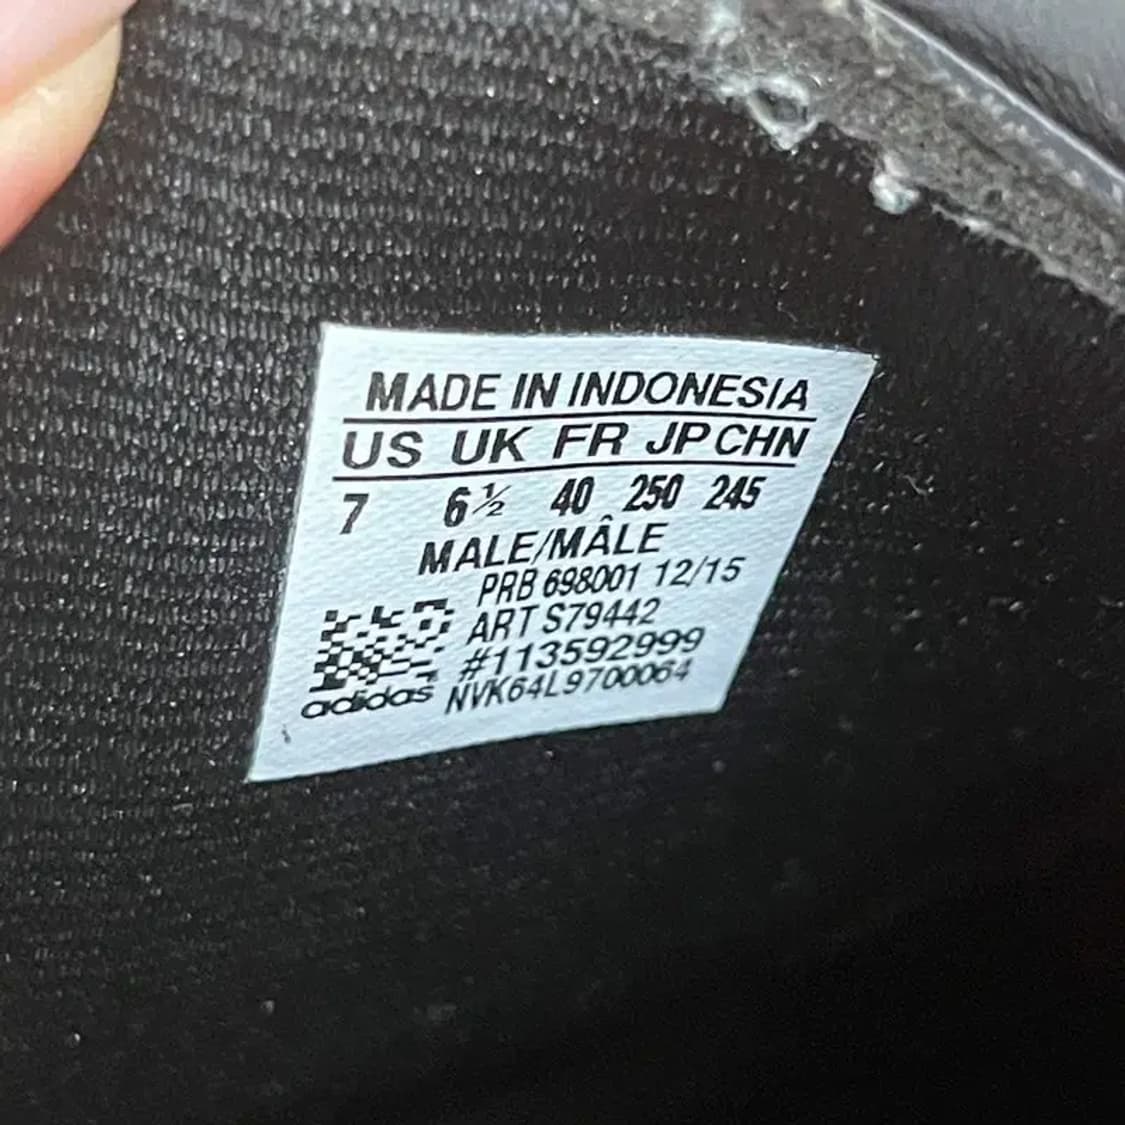 MADE IN INDONESIA
US UK FR JP CHN
7 6½ 40 250 245
MALE/MÂLE
PRB 698001 12/15
ART S79442
#113592999
adidas NVK64L9700064